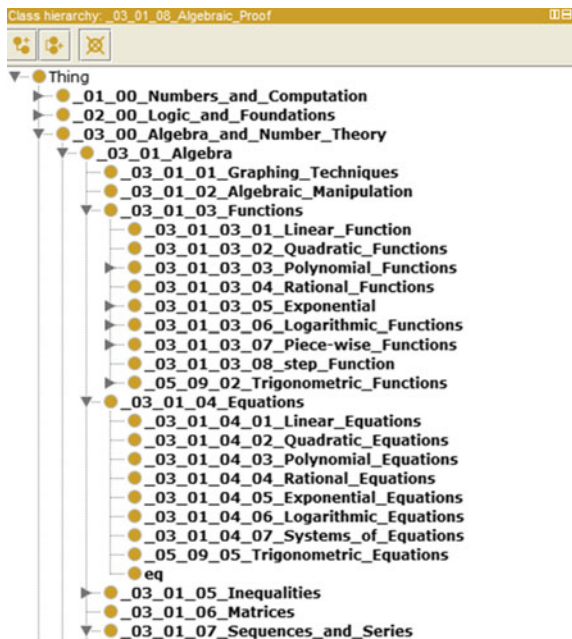 Class hierarchy: _03_01_08_Algebraic_Proof
Thing
_01_00_Numbers_and_Computation
_02_00_Logic_and_Foundations
_03_00_Algebra_and_Number_Theory
_03_01_Algebra
_03_01_01_Graphing_Techniques
_03_01_02_Algebraic_Manipulation
_03_01_03_Functions
_03_01_03_01_Linear_Function
_03_01_03_02_Quadratic_Functions
_03_01_03_03_Polynomial_Functions
_03_01_03_04_Rational_Functions
_03_01_03_05_Exponential
_03_01_03_06_Logarithmic_Functions
_03_01_03_07_Piece-wise_Functions
_03_01_03_08_step_Function
_05_09_02_Trigonometric_Functions
_03_01_04_Equations
_03_01_04_01_Linear_Equations
_03_01_04_02_Quadratic_Equations
_03_01_04_03_Polynomial_Equations
_03_01_04_04_Rational_Equations
_03_01_04_05_Exponential_Equations
_03_01_04_06_Logarithmic_Equations
_03_01_04_07_Systems_of_Equations
_05_09_05_Trigonometric_Equations
eq
_03_01_05_Inequalities
_03_01_06_Matrices
_03_01_07_Sequences_and_Series